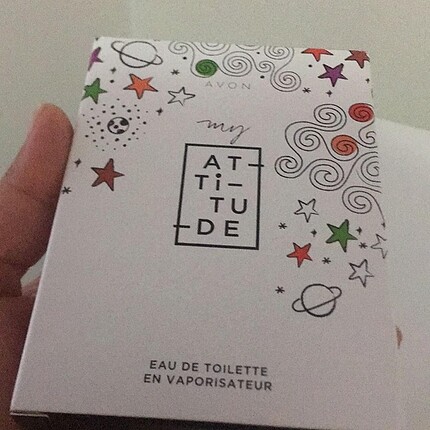 AVON
my
AT–
Ti–
TU
–DE
EAU DE TOILETTE
EN VAPORISATEUR